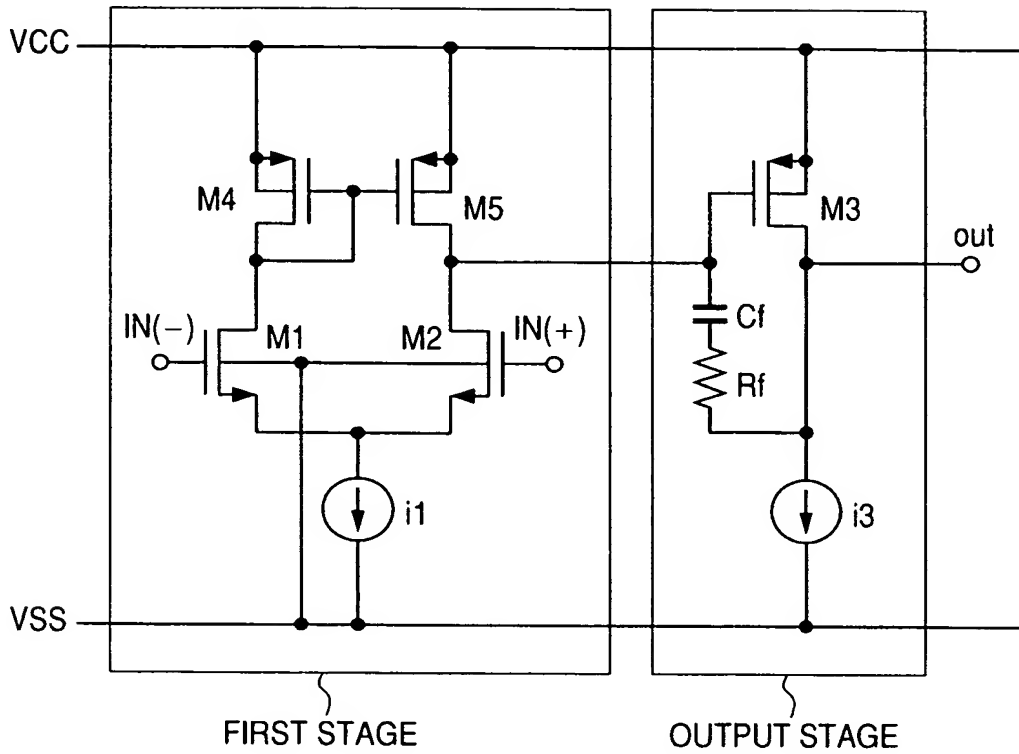 VCC
M4
M5
M3
out
IN(−)
M1
M2
IN(+)
Cf
Rf
i1
i3
VSS
FIRST STAGE
OUTPUT STAGE